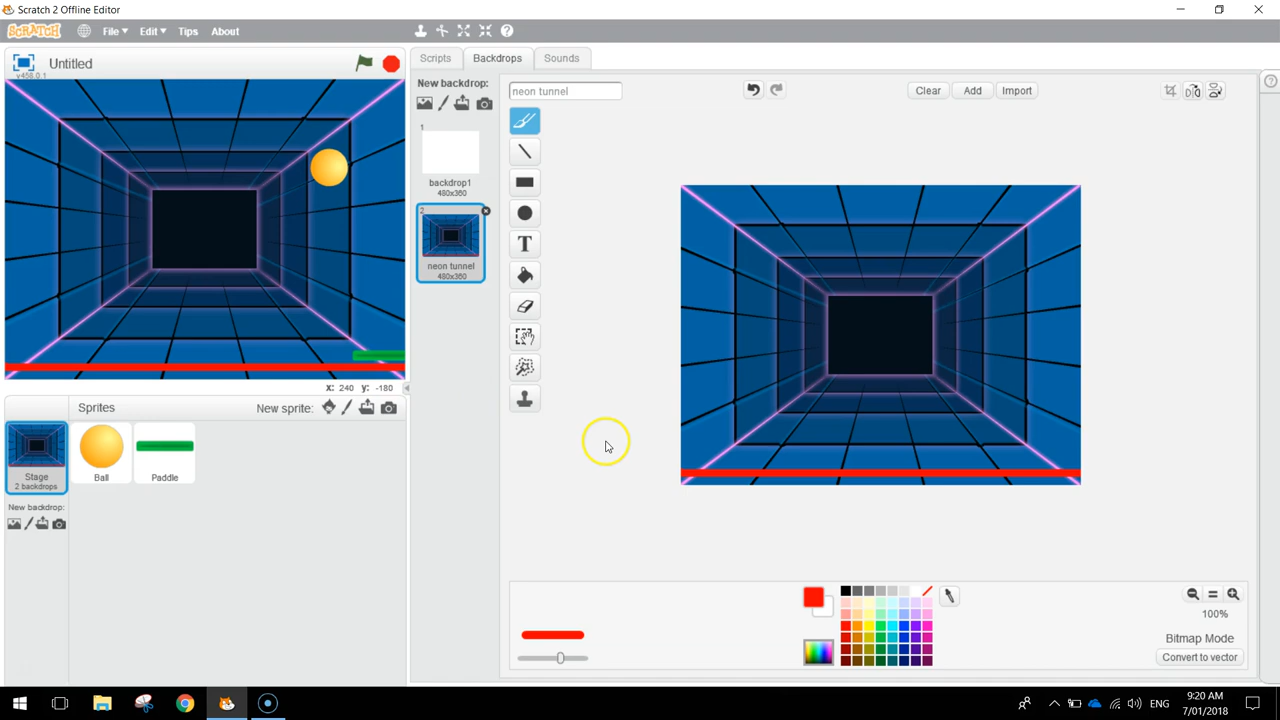 Scratch 2 Offline Editor
SCRATCH File Edit Tips About
Untitled
v458.0.1
Scripts Backdrops Sounds
New backdrop:
1
backdrop1
480x360
2
neon tunnel
480x360
neon tunnel
Clear Add Import
T
x: 240 y: -180
Sprites New sprite:
Stage
2 backdrops
Ball
Paddle
New backdrop:
100%
Bitmap Mode
Convert to vector
ENG
9:20 AM
7/01/2018